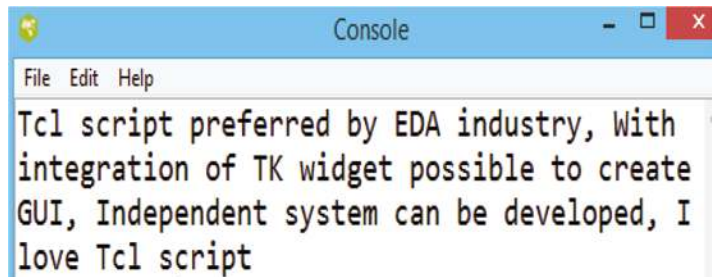 Console
File Edit Help
Tcl script preferred by EDA industry, With
integration of TK widget possible to create
GUI, Independent system can be developed, I
love Tcl script